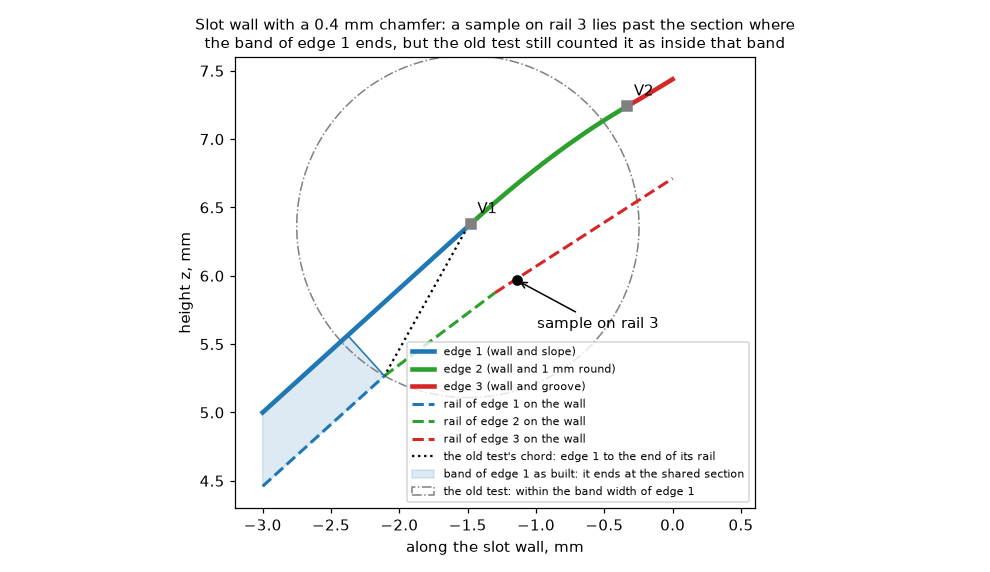 Slot wall with a 0.4 mm chamfer: a sample on rail 3 lies past the section where
the band of edge 1 ends, but the old test still counted it as inside that band
7.5
7.0
6.5
6.0
5.5
5.0
4.5
height z, mm
V2
V1
sample on rail 3
edge 1 (wall and slope)
edge 2 (wall and 1 mm round)
edge 3 (wall and groove)
rail of edge 1 on the wall
rail of edge 2 on the wall
rail of edge 3 on the wall
the old test's chord: edge 1 to the end of its rail
band of edge 1 as built: it ends at the shared section
the old test: within the band width of edge 1
−3.0 −2.5 −2.0 −1.5 −1.0 −0.5 0.0 0.5
along the slot wall, mm